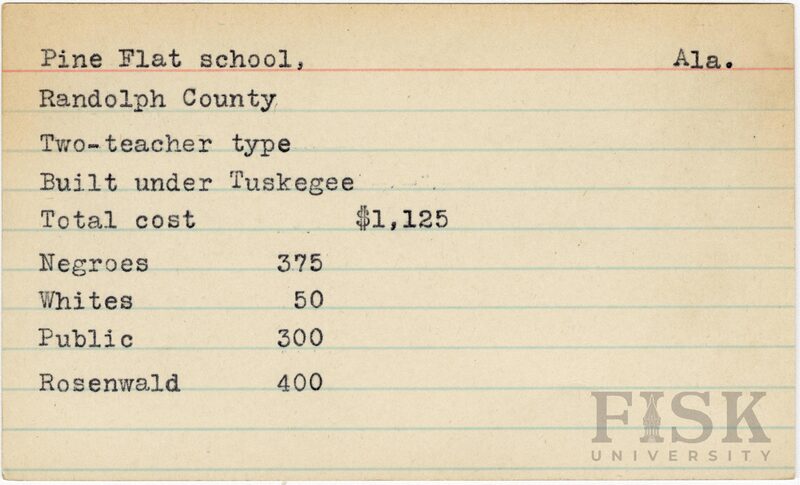 Pine Flat school, Ala.
Randolph County
Two-teacher type
Built under Tuskegee
Total cost $1,125
Negroes 375
Whites 50
Public 300
Rosenwald 400
FISK
UNIVERSITY